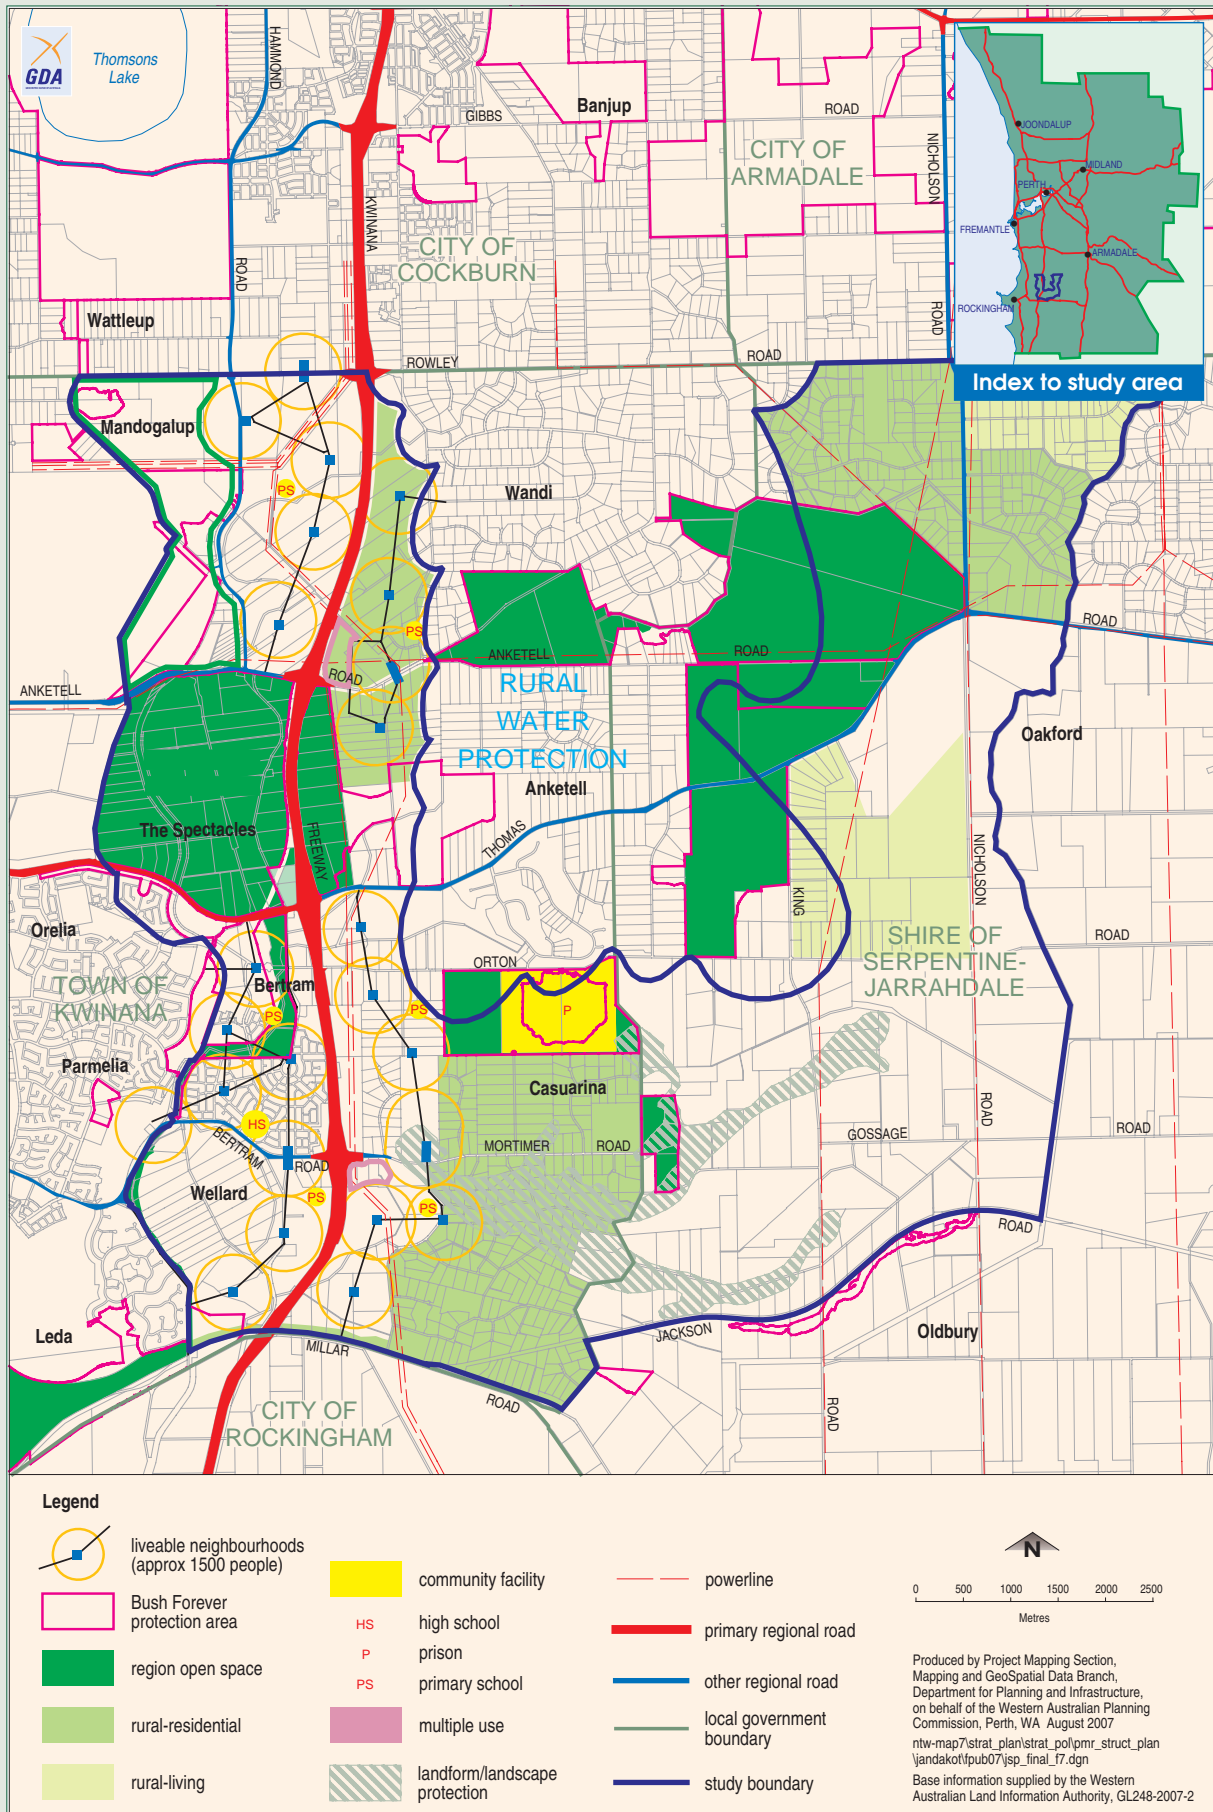 GDA
Thomsons
Lake
HAMMOND
ROAD
GIBBS
Banjup
ROAD
CITY OF
ARMADALE
NICHOLSON
ROAD
KWINANA
CITY OF
COCKBURN
JOONDALUP
MIDLAND
PERTH
FREMANTLE
ARMADALE
ROCKINGHAM
Index to study area
Wattleup
ROWLEY
ROAD
Mandogalup
PS
Wandi
PS
ROAD
ANKETELL
ROAD
ROAD
ANKETELL
RURAL
WATER
PROTECTION
Oakford
Anketell
The Spectacles
FREEWAY
THOMAS
NICHOLSON
KING
Orelia
ROAD
SHIRE OF
SERPENTINE-
JARRAHDALE
ORTON
TOWN OF
KWINANA
Bertram
PS
PS
P
Parmelia
Casuarina
HS
BERTRAM
ROAD
MORTIMER
ROAD
GOSSAGE
ROAD
ROAD
Wellard
PS
PS
ROAD
Leda
MILLAR
JACKSON
Oldbury
ROAD
ROAD
CITY OF
ROCKINGHAM
Legend
liveable neighbourhoods
(approx 1500 people)
Bush Forever
protection area
region open space
rural-residential
rural-living
community facility
HS high school
P prison
PS primary school
multiple use
landform/landscape
protection
powerline
primary regional road
other regional road
local government
boundary
study boundary
N
0 500 1000 1500 2000 2500
Metres
Produced by Project Mapping Section,
Mapping and GeoSpatial Data Branch,
Department for Planning and Infrastructure,
on behalf of the Western Australian Planning
Commission, Perth, WA August 2007
ntw-map7\strat_plan\strat_pol\pmr_struct_plan
\jandakot\fpub07\jsp_final_f7.dgn
Base information supplied by the Western
Australian Land Information Authority, GL248-2007-2